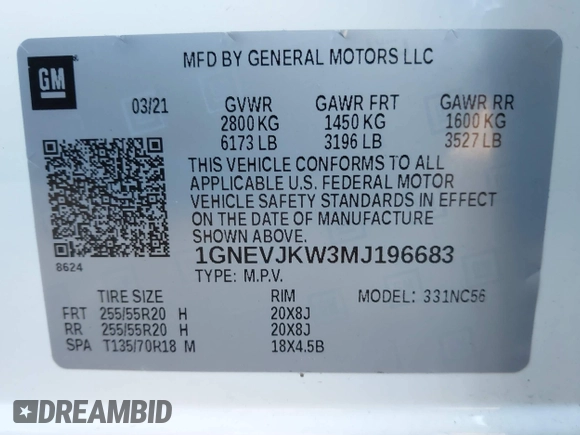 GM
MFD BY GENERAL MOTORS LLC
03/21 GVWR GAWR FRT GAWR RR
2800 KG 1450 KG 1600 KG
6173 LB 3196 LB 3527 LB
THIS VEHICLE CONFORMS TO ALL
APPLICABLE U.S. FEDERAL MOTOR
VEHICLE SAFETY STANDARDS IN EFFECT
ON THE DATE OF MANUFACTURE
SHOWN ABOVE.
8624
1GNEVJKW3MJ196683
TYPE: M.P.V.
TIRE SIZE RIM MODEL: 331NC56
FRT 255/55R20 H 20X8J
RR 255/55R20 H 20X8J
SPA T135/70R18 M 18X4.5B
DREAMBID